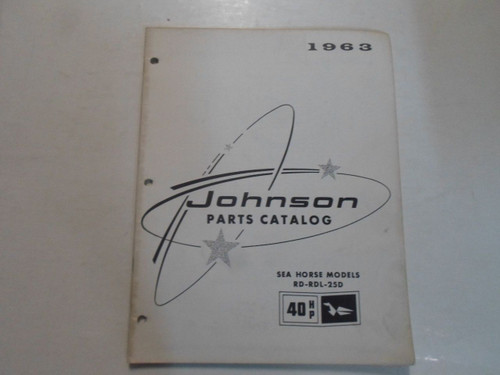 1963
Johnson
PARTS CATALOG
SEA HORSE MODELS
RD-RDL-25D
40 HP